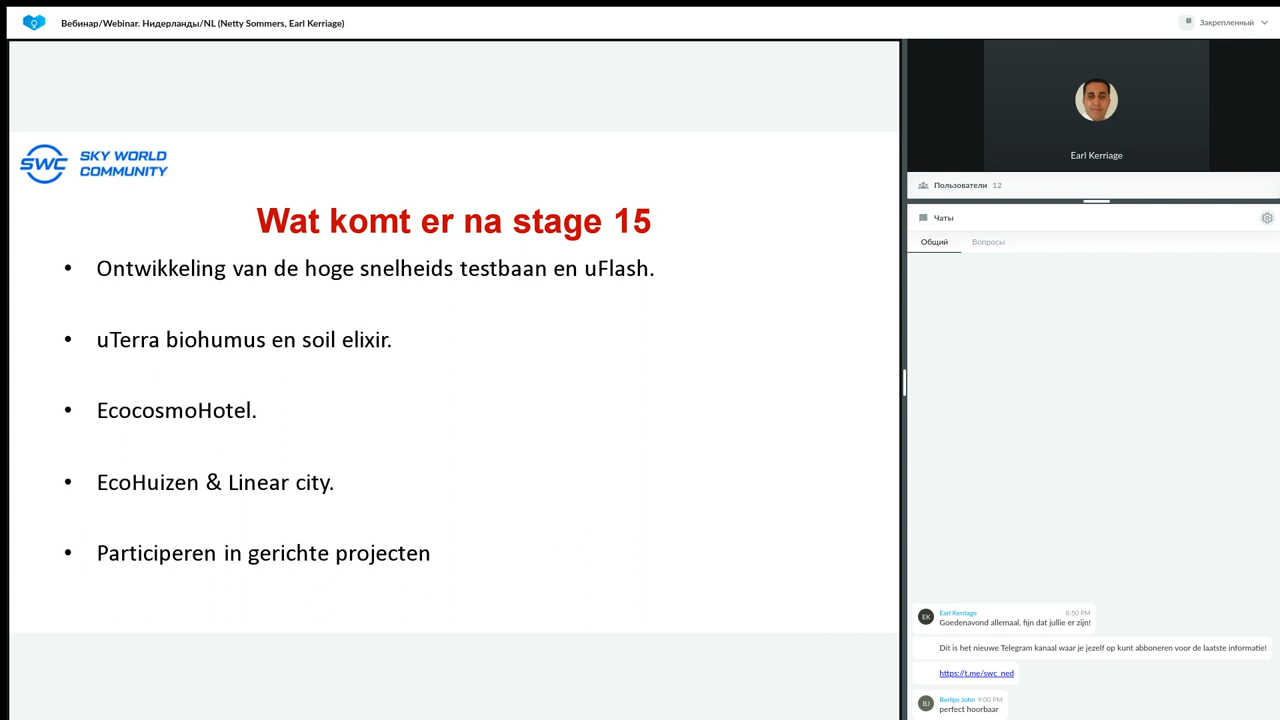 Вебинар/Webinar. Нидерланды/NL (Netty Sommers, Earl Kerriage)
Закрепленный
SWC SKY WORLD
COMMUNITY
Wat komt er na stage 15
• Ontwikkeling van de hoge snelheids testbaan en uFlash.
• uTerra biohumus en soil elixir.
• EcocosmoHotel.
• EcoHuizen & Linear city.
• Participeren in gerichte projecten
Earl Kerriage
Пользователи 12
Чаты
Общий Вопросы
EK Earl Kerriage 8:50 PM
Goedenavond allemaal, fijn dat jullie er zijn!
Dit is het nieuwe Telegram kanaal waar je jezelf op kunt abboneren voor de laatste informatie!
https://t.me/swc_ned
BJ Berlips John 9:00 PM
perfect hoorbaar